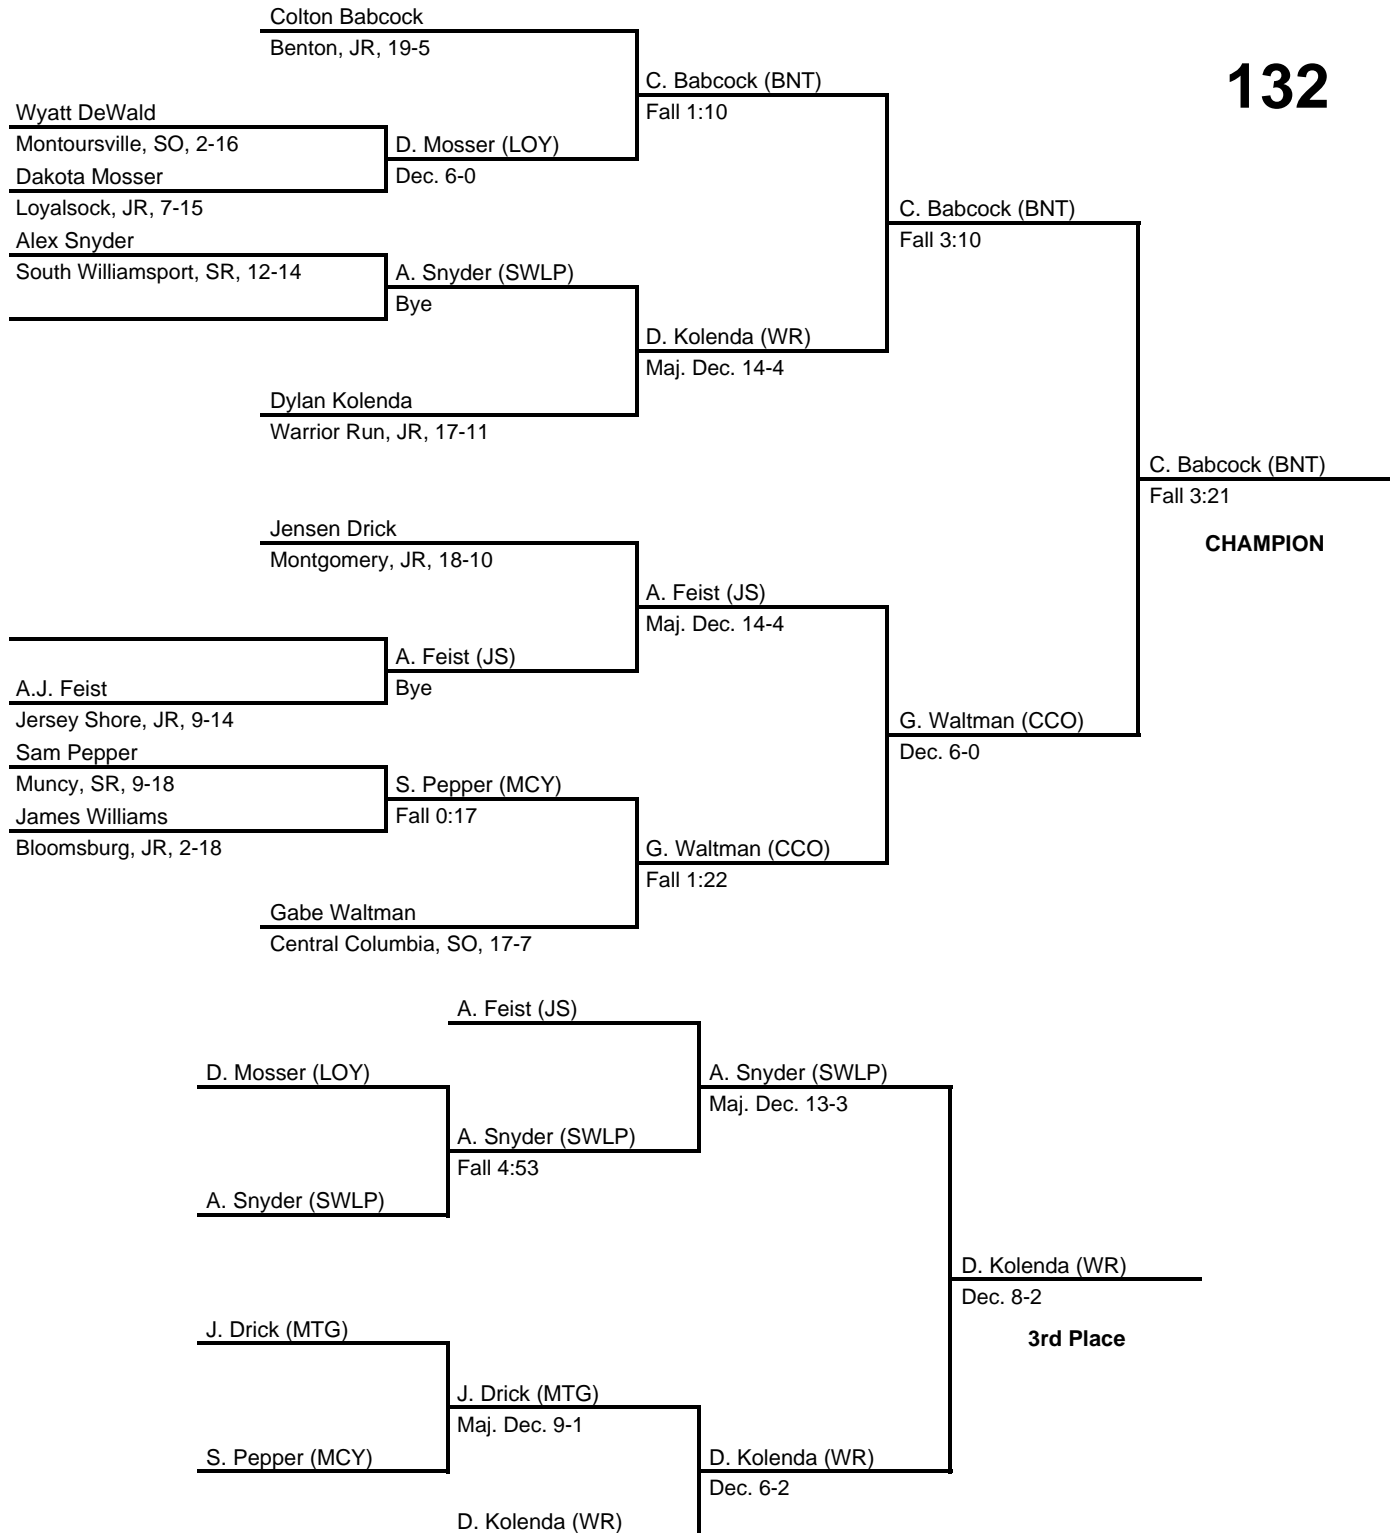 Colton Babcock
Benton, JR, 19-5
132
C. Babcock (BNT)
Fall 1:10
Wyatt DeWald
Montoursville, SO, 2-16
D. Mosser (LOY)
Dec. 6-0
Dakota Mosser
Loyalsock, JR, 7-15
C. Babcock (BNT)
Fall 3:10
Alex Snyder
South Williamsport, SR, 12-14
A. Snyder (SWLP)
Bye
D. Kolenda (WR)
Maj. Dec. 14-4
Dylan Kolenda
Warrior Run, JR, 17-11
C. Babcock (BNT)
Fall 3:21
CHAMPION
Jensen Drick
Montgomery, JR, 18-10
A. Feist (JS)
Maj. Dec. 14-4
A. Feist (JS)
Bye
A.J. Feist
Jersey Shore, JR, 9-14
G. Waltman (CCO)
Dec. 6-0
Sam Pepper
Muncy, SR, 9-18
S. Pepper (MCY)
Fall 0:17
James Williams
Bloomsburg, JR, 2-18
G. Waltman (CCO)
Fall 1:22
Gabe Waltman
Central Columbia, SO, 17-7
A. Feist (JS)
D. Mosser (LOY)
A. Snyder (SWLP)
Maj. Dec. 13-3
A. Snyder (SWLP)
Fall 4:53
A. Snyder (SWLP)
D. Kolenda (WR)
Dec. 8-2
3rd Place
J. Drick (MTG)
J. Drick (MTG)
Maj. Dec. 9-1
S. Pepper (MCY)
D. Kolenda (WR)
Dec. 6-2
D. Kolenda (WR)